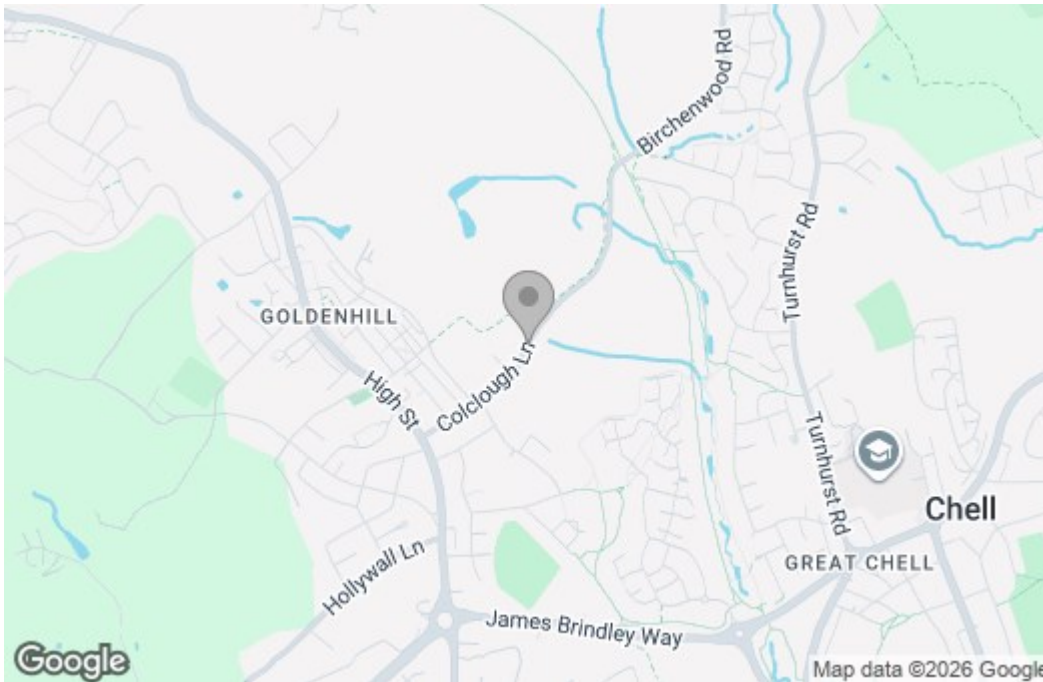 Birchenwood Rd
Turnhurst Rd
GOLDENHILL
Colclough Ln
High St
Turnhurst Rd
Chell
GREAT CHELL
Hollywall Ln
James Brindley Way
Google
Map data ©2026 Google